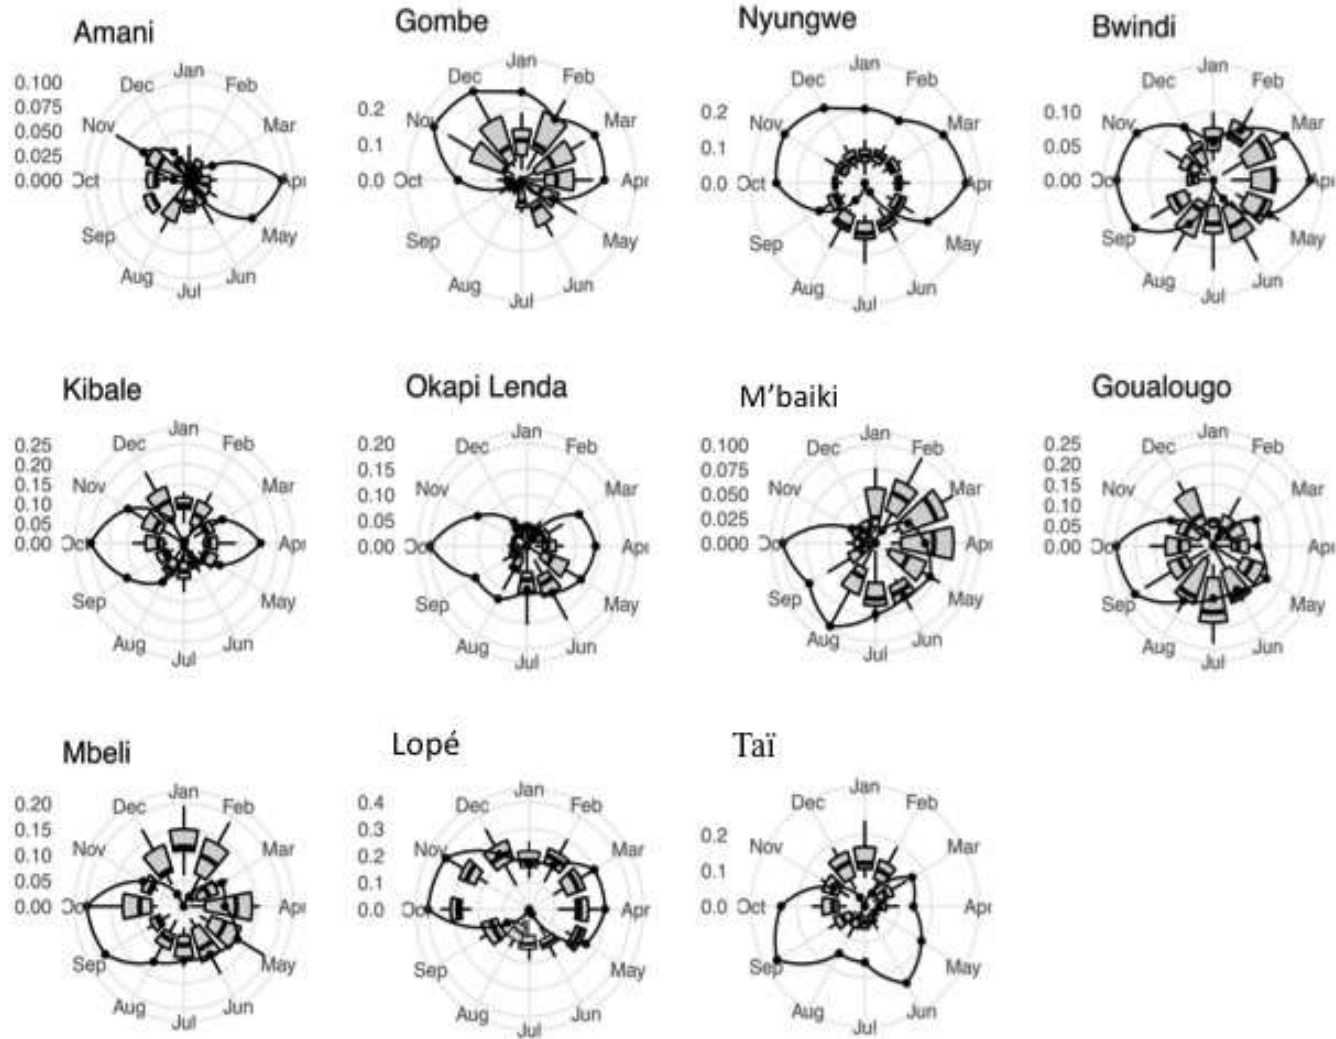 Amani
Jan
Feb
Mar
Apr
May
Jun
Jul
Aug
Sep
Oct
Nov
Dec
0.100
0.075
0.050
0.025
0.000
Gombe
Jan
Feb
Mar
Apr
May
Jun
Jul
Aug
Sep
Oct
Nov
Dec
0.2
0.1
0.0
Nyungwe
Jan
Feb
Mar
Apr
May
Jun
Jul
Aug
Sep
Oct
Nov
Dec
0.2
0.1
0.0
Bwindi
Jan
Feb
Mar
Apr
May
Jun
Jul
Aug
Sep
Oct
Nov
Dec
0.10
0.05
0.00
Kibale
Jan
Feb
Mar
Apr
May
Jun
Jul
Aug
Sep
Oct
Nov
Dec
0.25
0.20
0.15
0.10
0.05
0.00
Okapi Lenda
Jan
Feb
Mar
Apr
May
Jun
Jul
Aug
Sep
Oct
Nov
Dec
0.20
0.15
0.10
0.05
0.00
M’baiki
Jan
Feb
Mar
Apr
May
Jun
Jul
Aug
Sep
Oct
Nov
Dec
0.100
0.075
0.050
0.025
0.000
Goualougo
Jan
Feb
Mar
Apr
May
Jun
Jul
Aug
Sep
Oct
Nov
Dec
0.25
0.20
0.15
0.10
0.05
0.00
Mbeli
Jan
Feb
Mar
Apr
May
Jun
Jul
Aug
Sep
Oct
Nov
Dec
0.20
0.15
0.10
0.05
0.00
Lopé
Jan
Feb
Mar
Apr
May
Jun
Jul
Aug
Sep
Oct
Nov
Dec
0.4
0.3
0.2
0.1
0.0
Taï
Jan
Feb
Mar
Apr
May
Jun
Jul
Aug
Sep
Oct
Nov
Dec
0.2
0.1
0.0